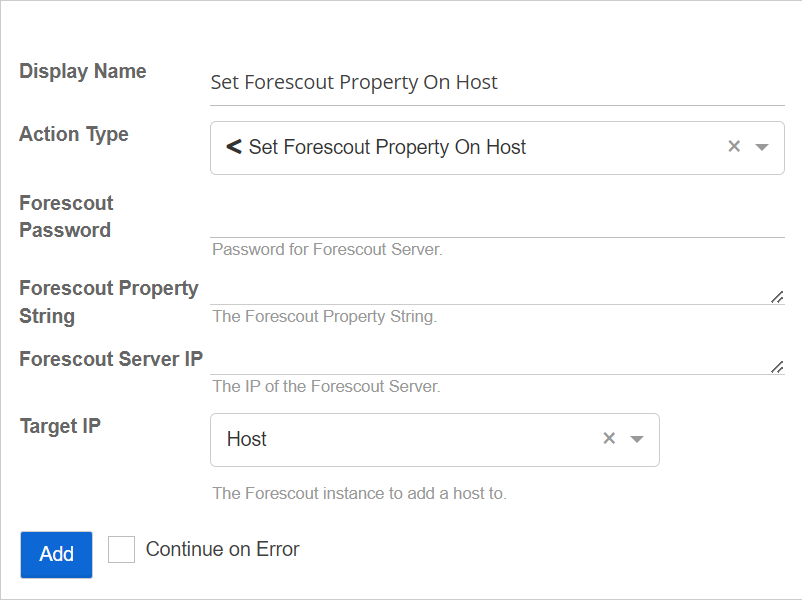 Display Name
Set Forescout Property On Host
Action Type
< Set Forescout Property On Host
Forescout
Password
Password for Forescout Server.
Forescout Property
String
The Forescout Property String.
Forescout Server IP
The IP of the Forescout Server.
Target IP
Host
The Forescout instance to add a host to.
Add
Continue on Error